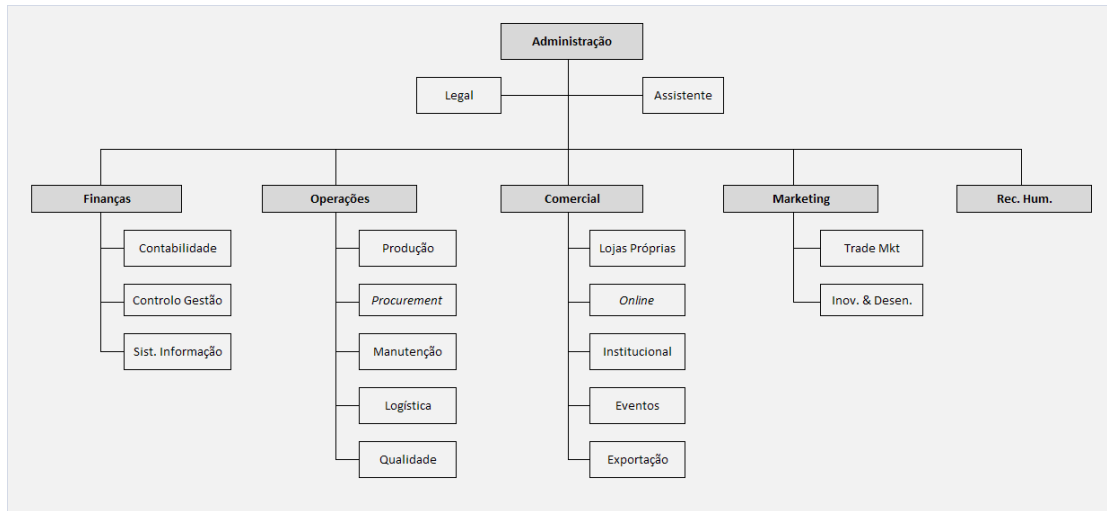 Administração
Legal
Assistente
Finanças
Operações
Comercial
Marketing
Rec. Hum.
Contabilidade
Produção
Lojas Próprias
Trade Mkt
Controlo Gestão
Procurement
Online
Inov. & Desen.
Sist. Informação
Manutenção
Institucional
Logística
Eventos
Qualidade
Exportação